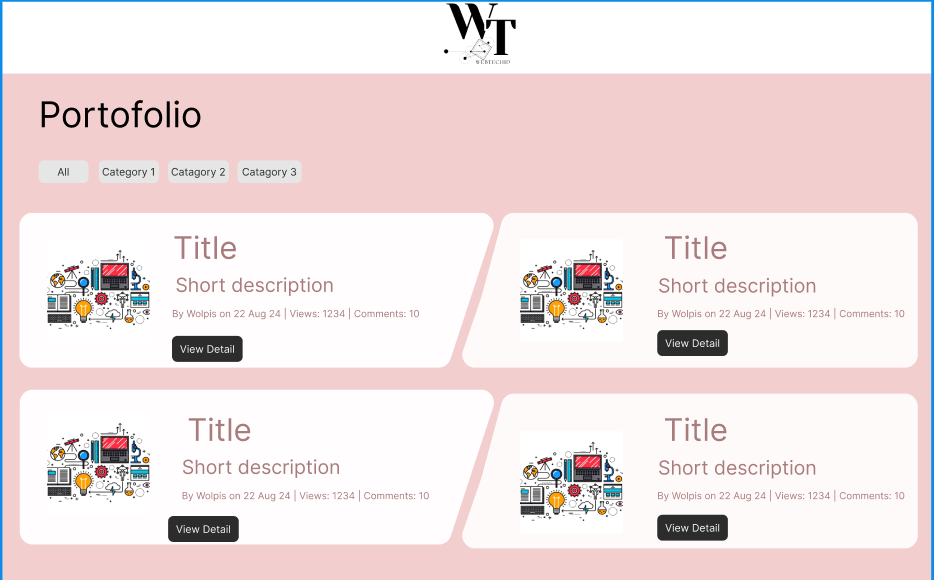 WT
WEBTECHID
Portofolio
All
Category 1
Catagory 2
Catagory 3
Title
Short description
By Wolpis on 22 Aug 24 | Views: 1234 | Comments: 10
View Detail
Title
Short description
By Wolpis on 22 Aug 24 | Views: 1234 | Comments: 10
View Detail
Title
Short description
By Wolpis on 22 Aug 24 | Views: 1234 | Comments: 10
View Detail
Title
Short description
By Wolpis on 22 Aug 24 | Views: 1234 | Comments: 10
View Detail